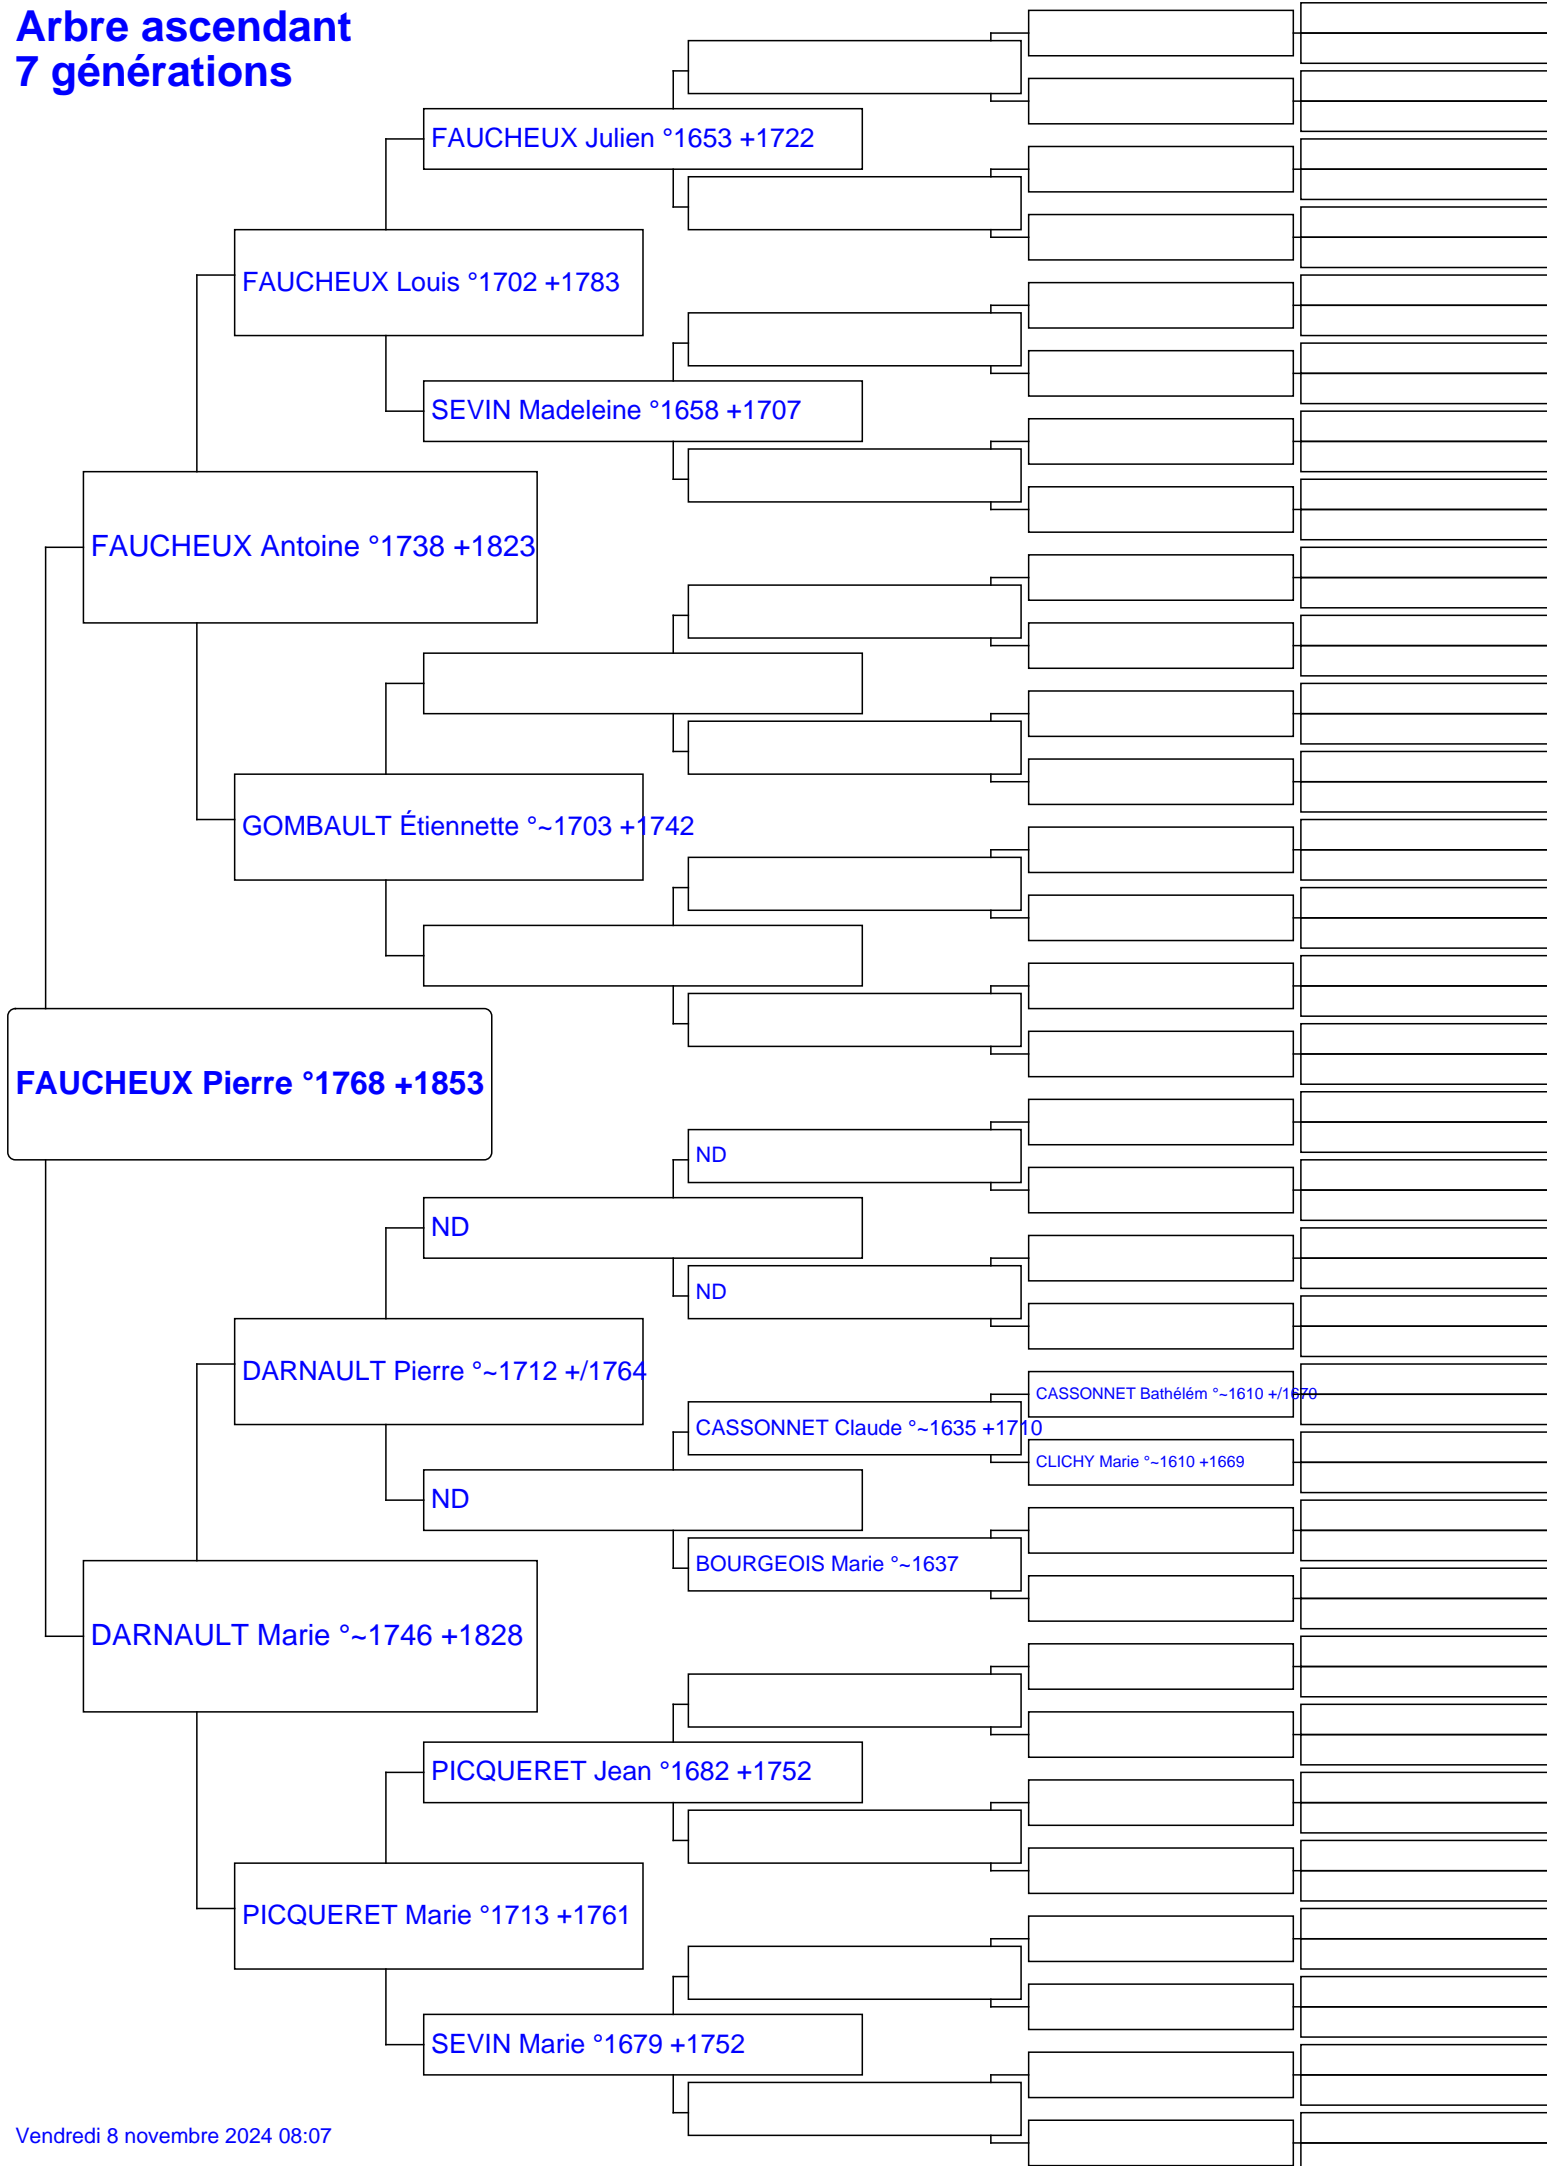 Arbre ascendant
7 générations
FAUCHEUX Julien °1653 +1722
FAUCHEUX Louis °1702 +1783
SEVIN Madeleine °1658 +1707
FAUCHEUX Antoine °1738 +1823
GOMBAULT Étiennette °~1703 +1742
FAUCHEUX Pierre °1768 +1853
ND
ND
ND
DARNAULT Pierre °~1712 +/1764
CASSONNET Bathélém °~1610 +/1670
CASSONNET Claude °~1635 +1710
CLICHY Marie °~1610 +1669
ND
BOURGEOIS Marie °~1637
DARNAULT Marie °~1746 +1828
PICQUERET Jean °1682 +1752
PICQUERET Marie °1713 +1761
SEVIN Marie °1679 +1752
Vendredi 8 novembre 2024 08:07